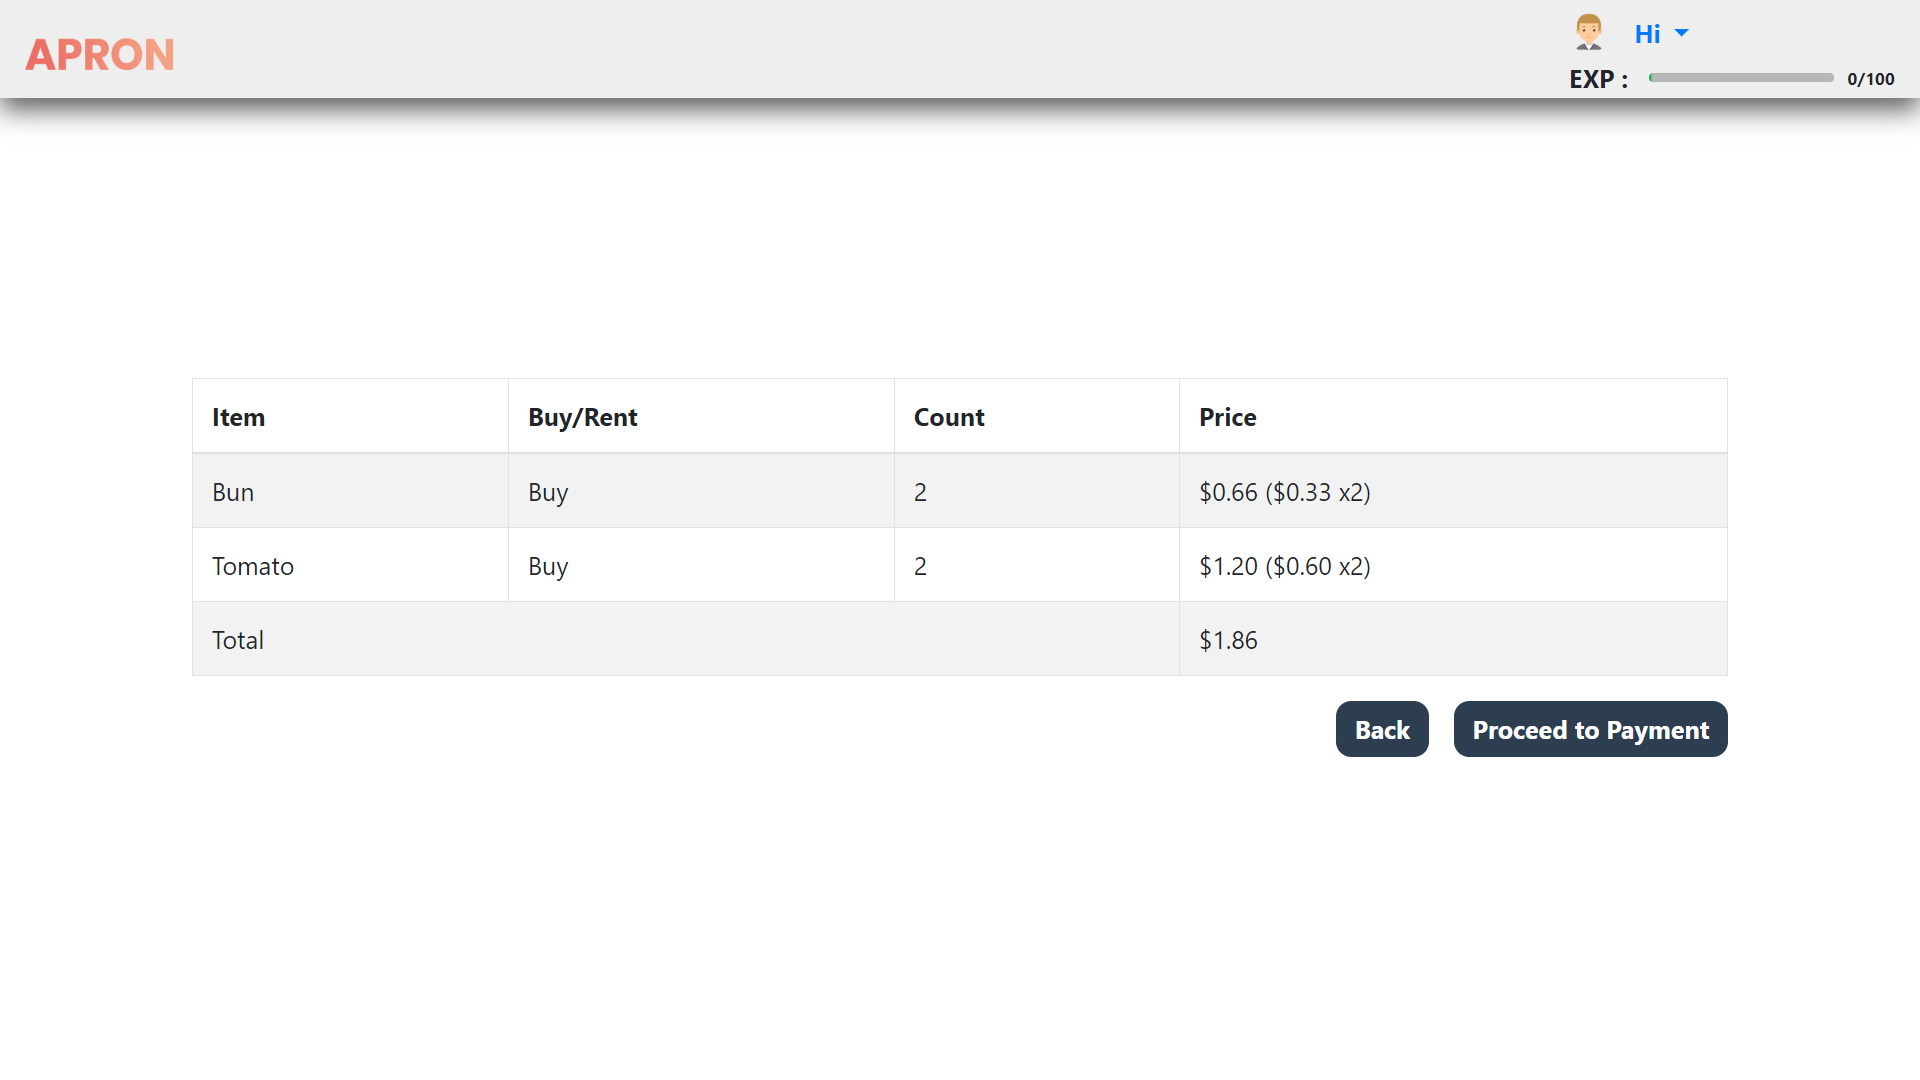 APRON
Hi
EXP :
0/100
Item Buy/Rent Count Price
Bun Buy 2 $0.66 ($0.33 x2)
Tomato Buy 2 $1.20 ($0.60 x2)
Total $1.86
Back Proceed to Payment